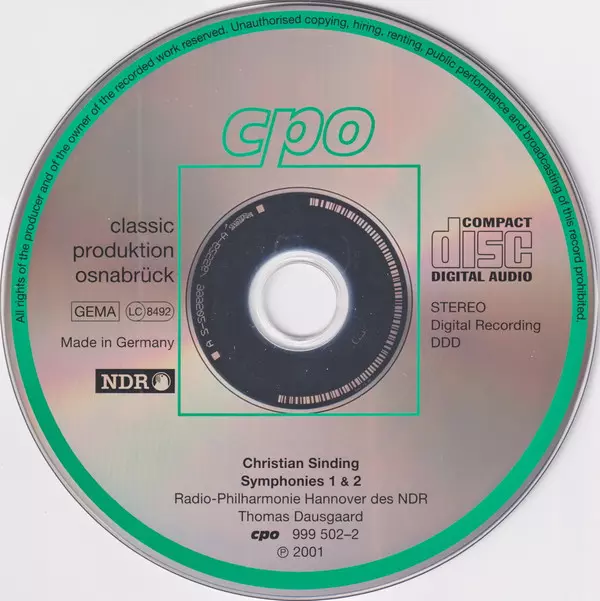 All rights of the producer and of the owner of the recorded work reserved. Unauthorised copying, hiring, renting, public performance and broadcasting of this record prohibited.
cpo
classic
produktion
osnabrück
GEMA LC 8492
Made in Germany
NDR
COMPACT
disc
DIGITAL AUDIO
STEREO
Digital Recording
DDD
Christian Sinding
Symphonies 1 & 2
Radio-Philharmonie Hannover des NDR
Thomas Dausgaard
cpo 999 502–2
℗ 2001